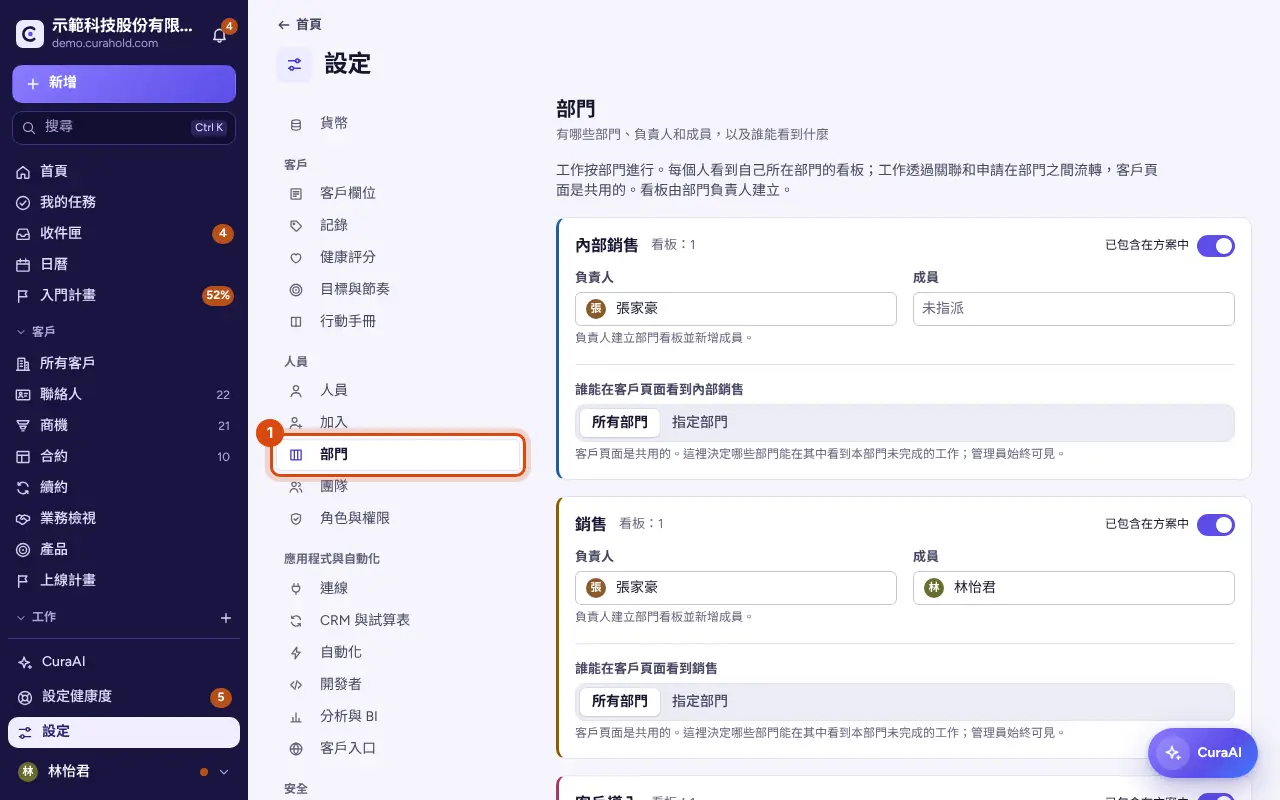 示範科技股份有限...
demo.curahold.com
4
新增
搜尋
Ctrl K
首頁
我的任務
收件匣
4
日曆
入門計畫
52%
客戶
所有客戶
聯絡人
22
商機
21
合約
10
續約
業務檢視
產品
上線計畫
工作
CuraAI
設定健康度
5
設定
林
林怡君
首頁
設定
貨幣
客戶
客戶欄位
記錄
健康評分
目標與節奏
行動手冊
人員
人員
加入
1
部門
團隊
角色與權限
應用程式與自動化
連線
CRM 與試算表
自動化
開發者
分析與 BI
客戶入口
安全
部門
有哪些部門、負責人和成員，以及誰能看到什麼
工作按部門進行。每個人看到自己所在部門的看板；工作透過關聯和申請在部門之間流轉，客戶頁
面是共用的。看板由部門負責人建立。
內部銷售
看板：1
已包含在方案中
負責人
成員
張
張家豪
未指派
負責人建立部門看板並新增成員。
誰能在客戶頁面看到內部銷售
所有部門
指定部門
客戶頁面是共用的。這裡決定哪些部門能在其中看到本部門未完成的工作；管理員始終可見。
銷售
看板：1
已包含在方案中
負責人
成員
張
張家豪
林
林怡君
負責人建立部門看板並新增成員。
誰能在客戶頁面看到銷售
所有部門
指定部門
客戶頁面是共用的。這裡決定哪些部門能在其中看到本部門未完成的工作；管理員始終可見。
CuraAI
客戶導入
看板：1
已包含在方案中